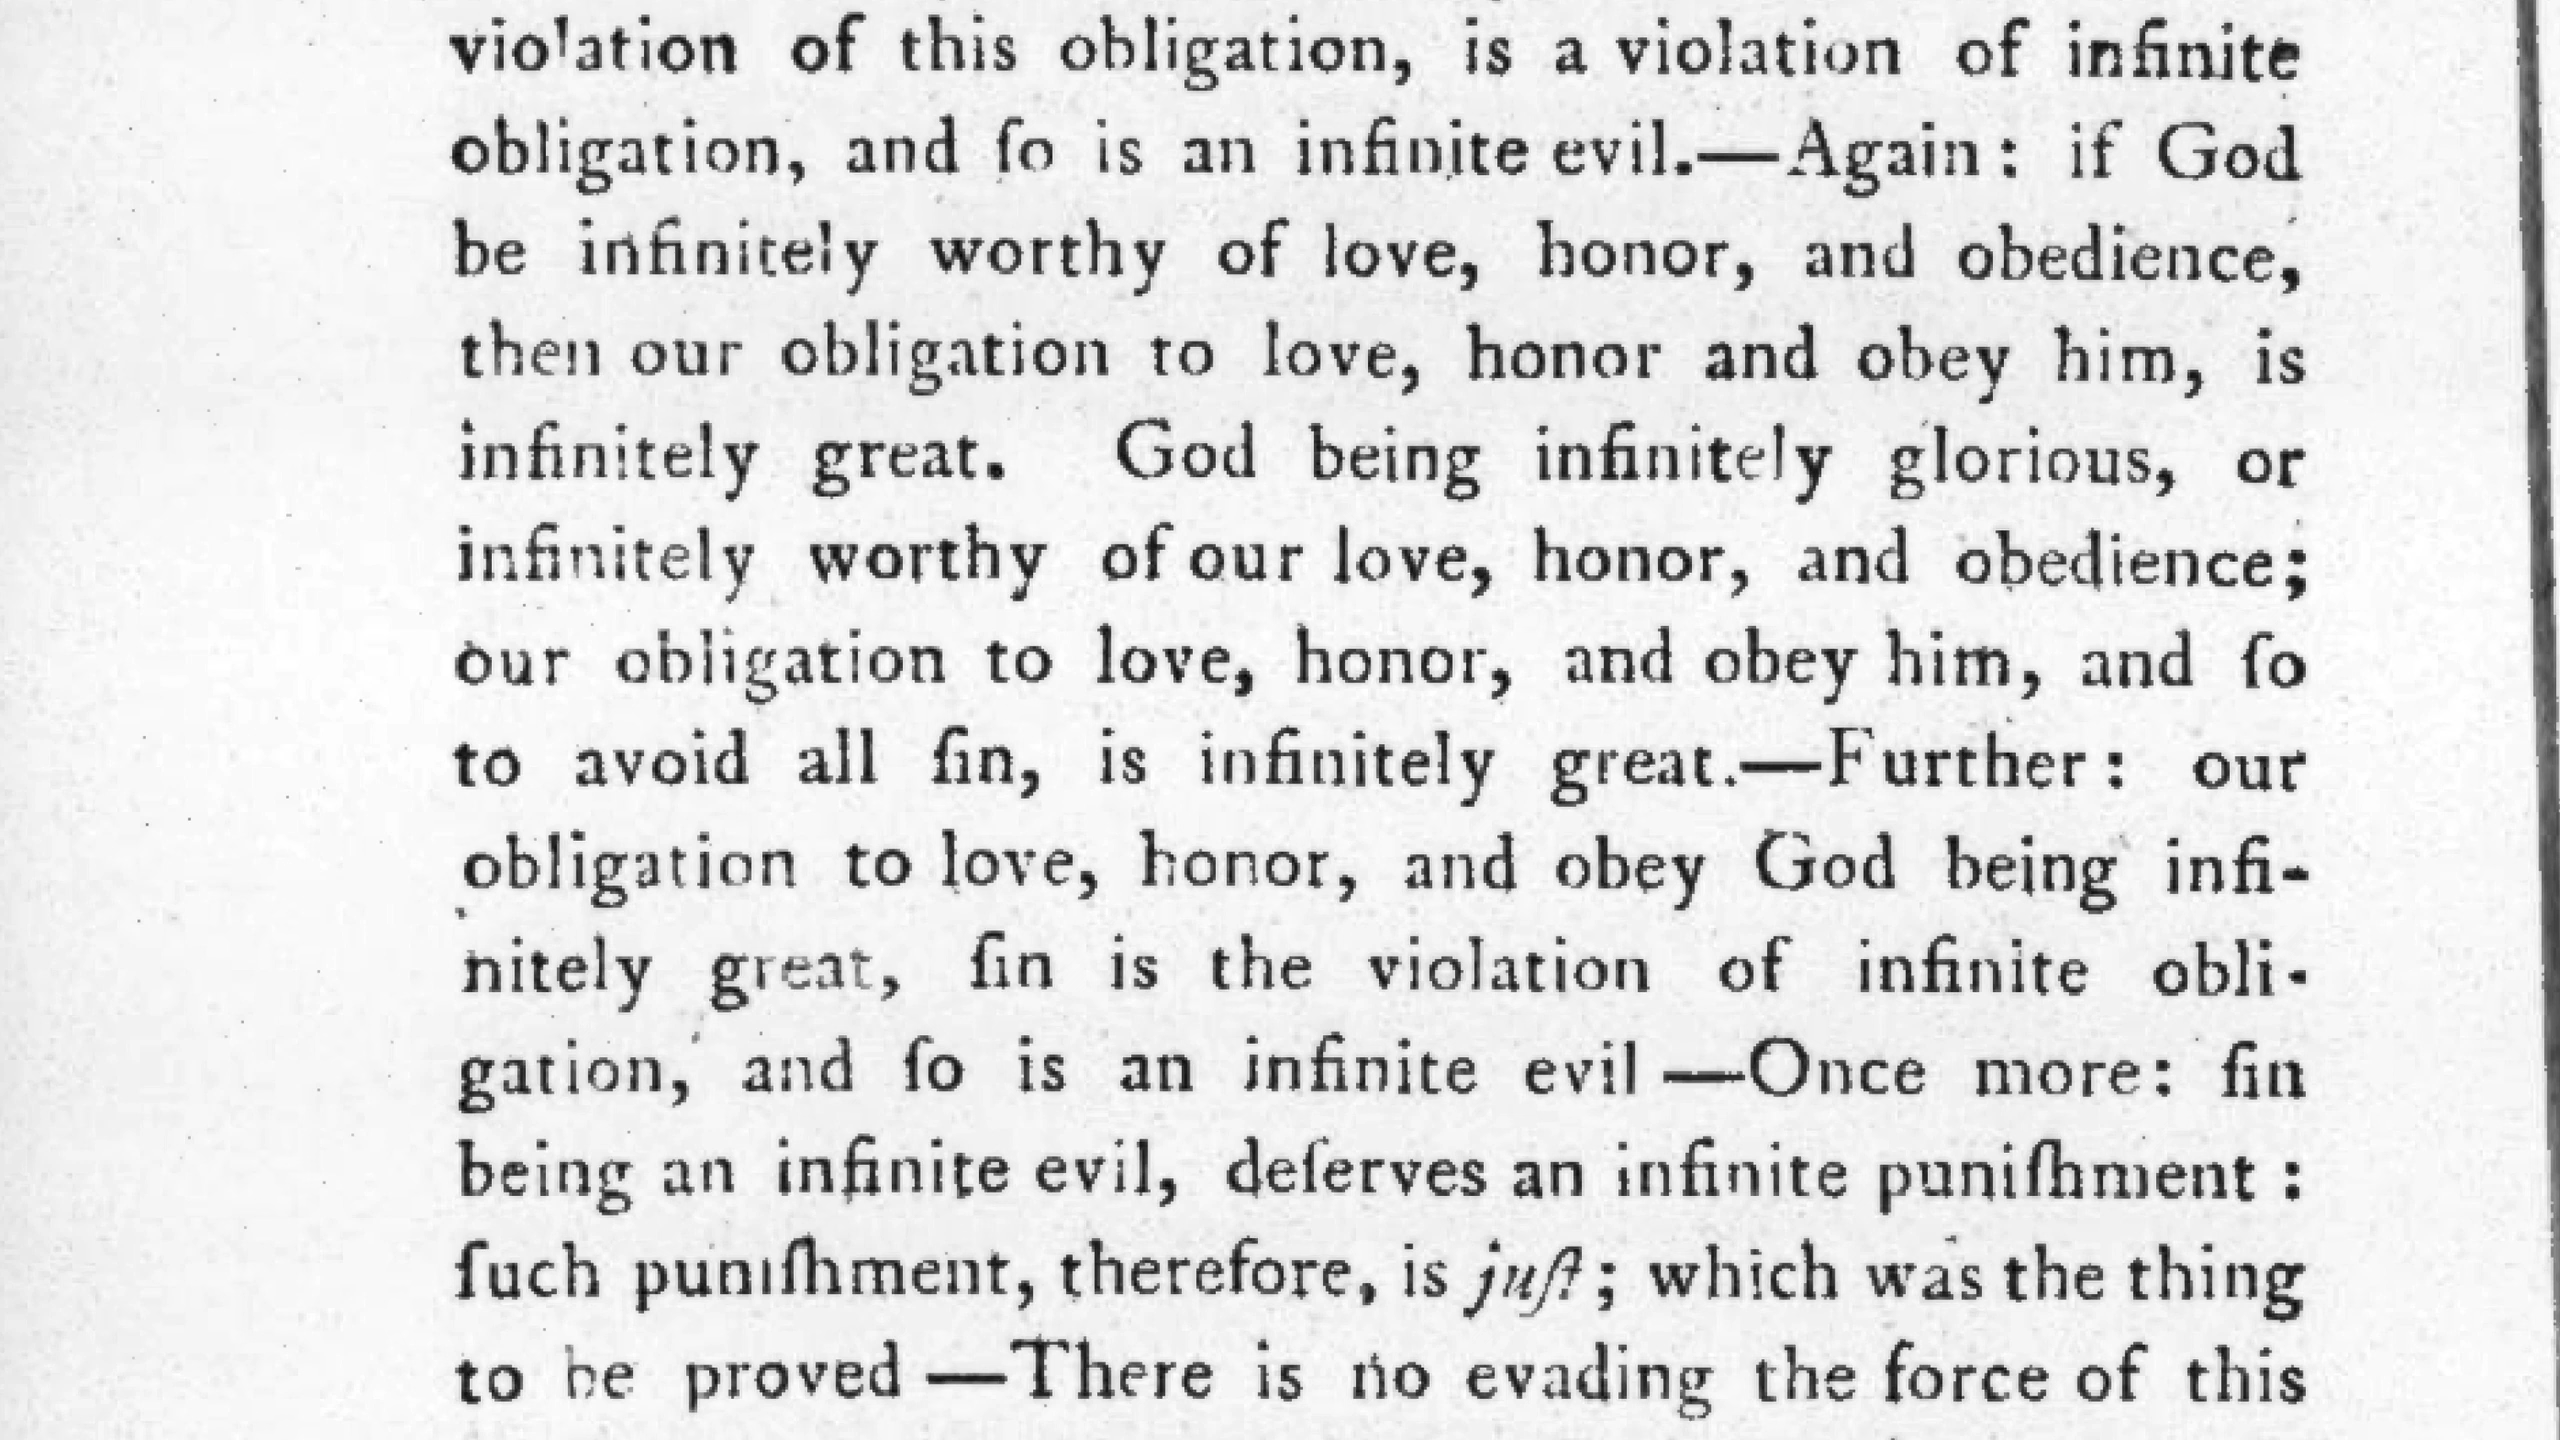 violation of this obligation, is a violation of infinite
obligation, and ſo is an infinite evil.—Again: if God
be infinitely worthy of love, honor, and obedience,
then our obligation to love, honor and obey him, is
infinitely great. God being infinitely glorious, or
infinitely worthy of our love, honor, and obedience;
our obligation to love, honor, and obey him, and ſo
to avoid all ſin, is infinitely great.—Further: our
obligation to love, honor, and obey God being infi-
nitely great, ſin is the violation of infinite obli-
gation, and ſo is an infinite evil —Once more: ſin
being an infinite evil, deſerves an infinite puniſhment :
ſuch puniſhment, therefore, is juſt; which was the thing
to be proved —There is no evading the force of this